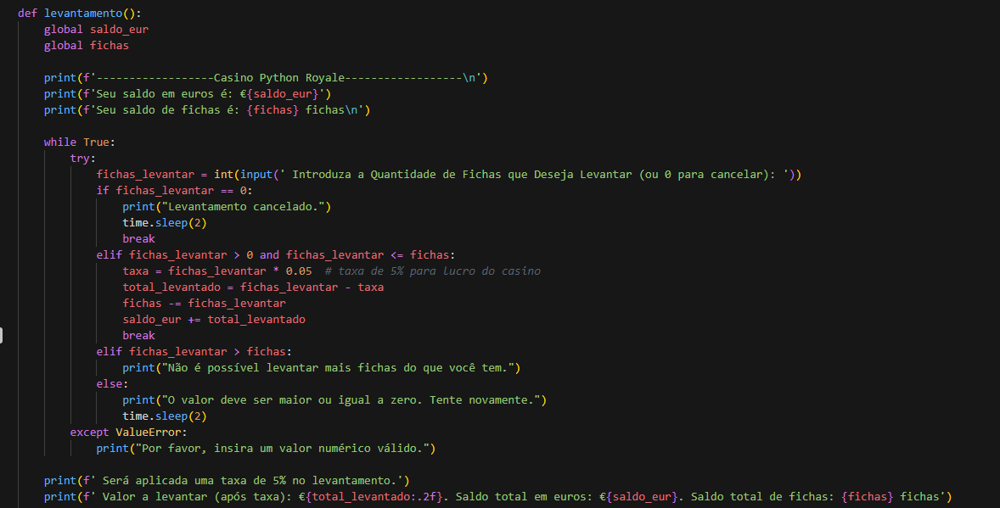 def levantamento():
    global saldo_eur
    global fichas

    print(f'------------------Casino Python Royale------------------\n')
    print(f'Seu saldo em euros é: €{saldo_eur}')
    print(f'Seu saldo de fichas é: {fichas} fichas\n')

    while True:
        try:
            fichas_levantar = int(input(' Introduza a Quantidade de Fichas que Deseja Levantar (ou 0 para cancelar): '))
            if fichas_levantar == 0:
                print("Levantamento cancelado.")
                time.sleep(2)
                break
            elif fichas_levantar > 0 and fichas_levantar <= fichas:
                taxa = fichas_levantar * 0.05  # taxa de 5% para lucro do casino
                total_levantado = fichas_levantar - taxa
                fichas -= fichas_levantar
                saldo_eur += total_levantado
                break
            elif fichas_levantar > fichas:
                print("Não é possível levantar mais fichas do que você tem.")
            else:
                print("O valor deve ser maior ou igual a zero. Tente novamente.")
                time.sleep(2)
        except ValueError:
            print("Por favor, insira um valor numérico válido.")

    print(f' Será aplicada uma taxa de 5% no levantamento.')
    print(f' Valor a levantar (após taxa): €{total_levantado:.2f}. Saldo total em euros: €{saldo_eur}. Saldo total de fichas: {fichas} fichas')